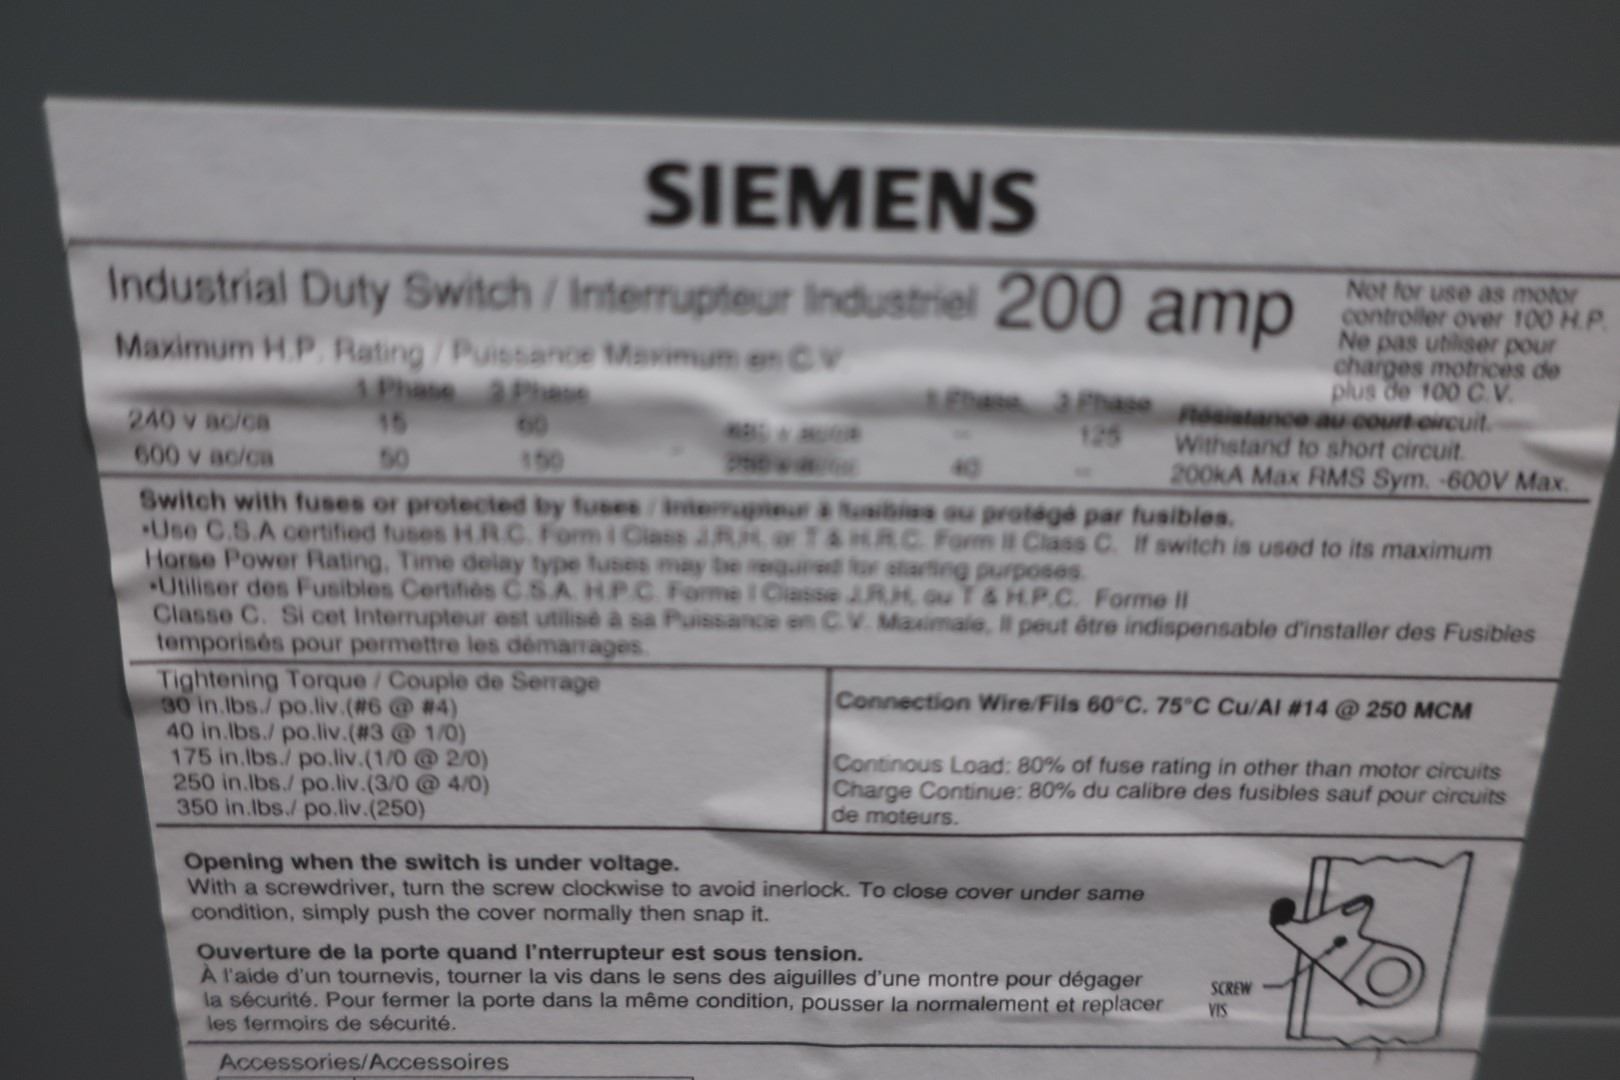 SIEMENS
Industrial Duty Switch / Interrupteur Industriel 200 amp
Not for use as motor
controller over 100 H.P.
Ne pas utiliser pour
charges motrices de
plus de 100 C.V.
Maximum H.P. Rating / Puissance Maximum en C.V.
1 Phase 3 Phase 1 Phase 3 Phase
Résistance au court circuit.
240 v ac/ca 15 60 -- 125 Withstand to short circuit.
600 v ac/ca 50 150 40 -- 200kA Max RMS Sym. -600V Max.
Switch with fuses or protected by fuses / Interrupteur à fusibles ou protégé par fusibles.
•Use C.S.A certified fuses H.R.C. Form I Class J.R.H. or T & H.R.C. Form II Class C. If switch is used to its maximum
Horse Power Rating, Time delay type fuses may be required for starting purposes.
•Utiliser des Fusibles Certifiés C.S.A. H.P.C. Forme I Classe J.R.H. ou T & H.P.C. Forme II
Classe C. Si cet Interrupteur est utilisé à sa Puissance en C.V. Maximale, Il peut être indispensable d'installer des Fusibles
temporisés pour permettre les démarrages.
Tightening Torque / Couple de Serrage
30 in.lbs./ po.liv.(#6 @ #4)
40 in.lbs./ po.liv.(#3 @ 1/0)
175 in.lbs./ po.liv.(1/0 @ 2/0)
250 in.lbs./ po.liv.(3/0 @ 4/0)
350 in.lbs./ po.liv.(250)
Connection Wire/Fils 60°C. 75°C Cu/Al #14 @ 250 MCM
Continous Load: 80% of fuse rating in other than motor circuits
Charge Continue: 80% du calibre des fusibles sauf pour circuits
de moteurs.
Opening when the switch is under voltage.
With a screwdriver, turn the screw clockwise to avoid inerlock. To close cover under same
condition, simply push the cover normally then snap it.
Ouverture de la porte quand l'nterrupteur est sous tension.
À l'aide d'un tournevis, tourner la vis dans le sens des aiguilles d'une montre pour dégager
la sécurité. Pour fermer la porte dans la même condition, pousser la normalement et replacer
les fermoirs de sécurité.
SCREW
VIS
Accessories/Accessoires